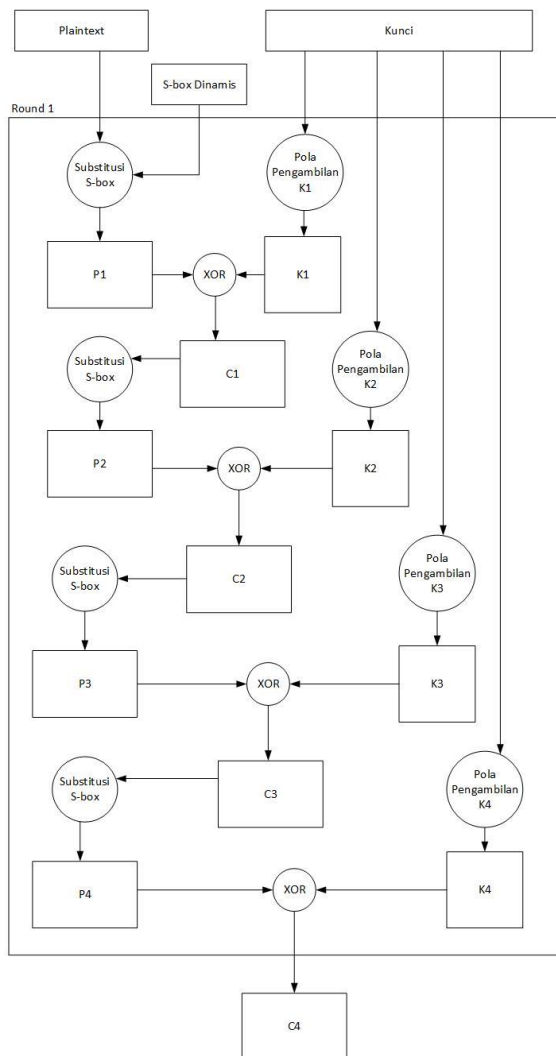 Plaintext
Kunci
S-box Dinamis
Round 1
Substitusi
S-box
Pola
Pengambilan
K1
P1
XOR
K1
Substitusi
S-box
C1
Pola
Pengambilan
K2
P2
XOR
K2
Substitusi
S-box
C2
Pola
Pengambilan
K3
P3
XOR
K3
Substitusi
S-box
C3
Pola
Pengambilan
K4
P4
XOR
K4
C4